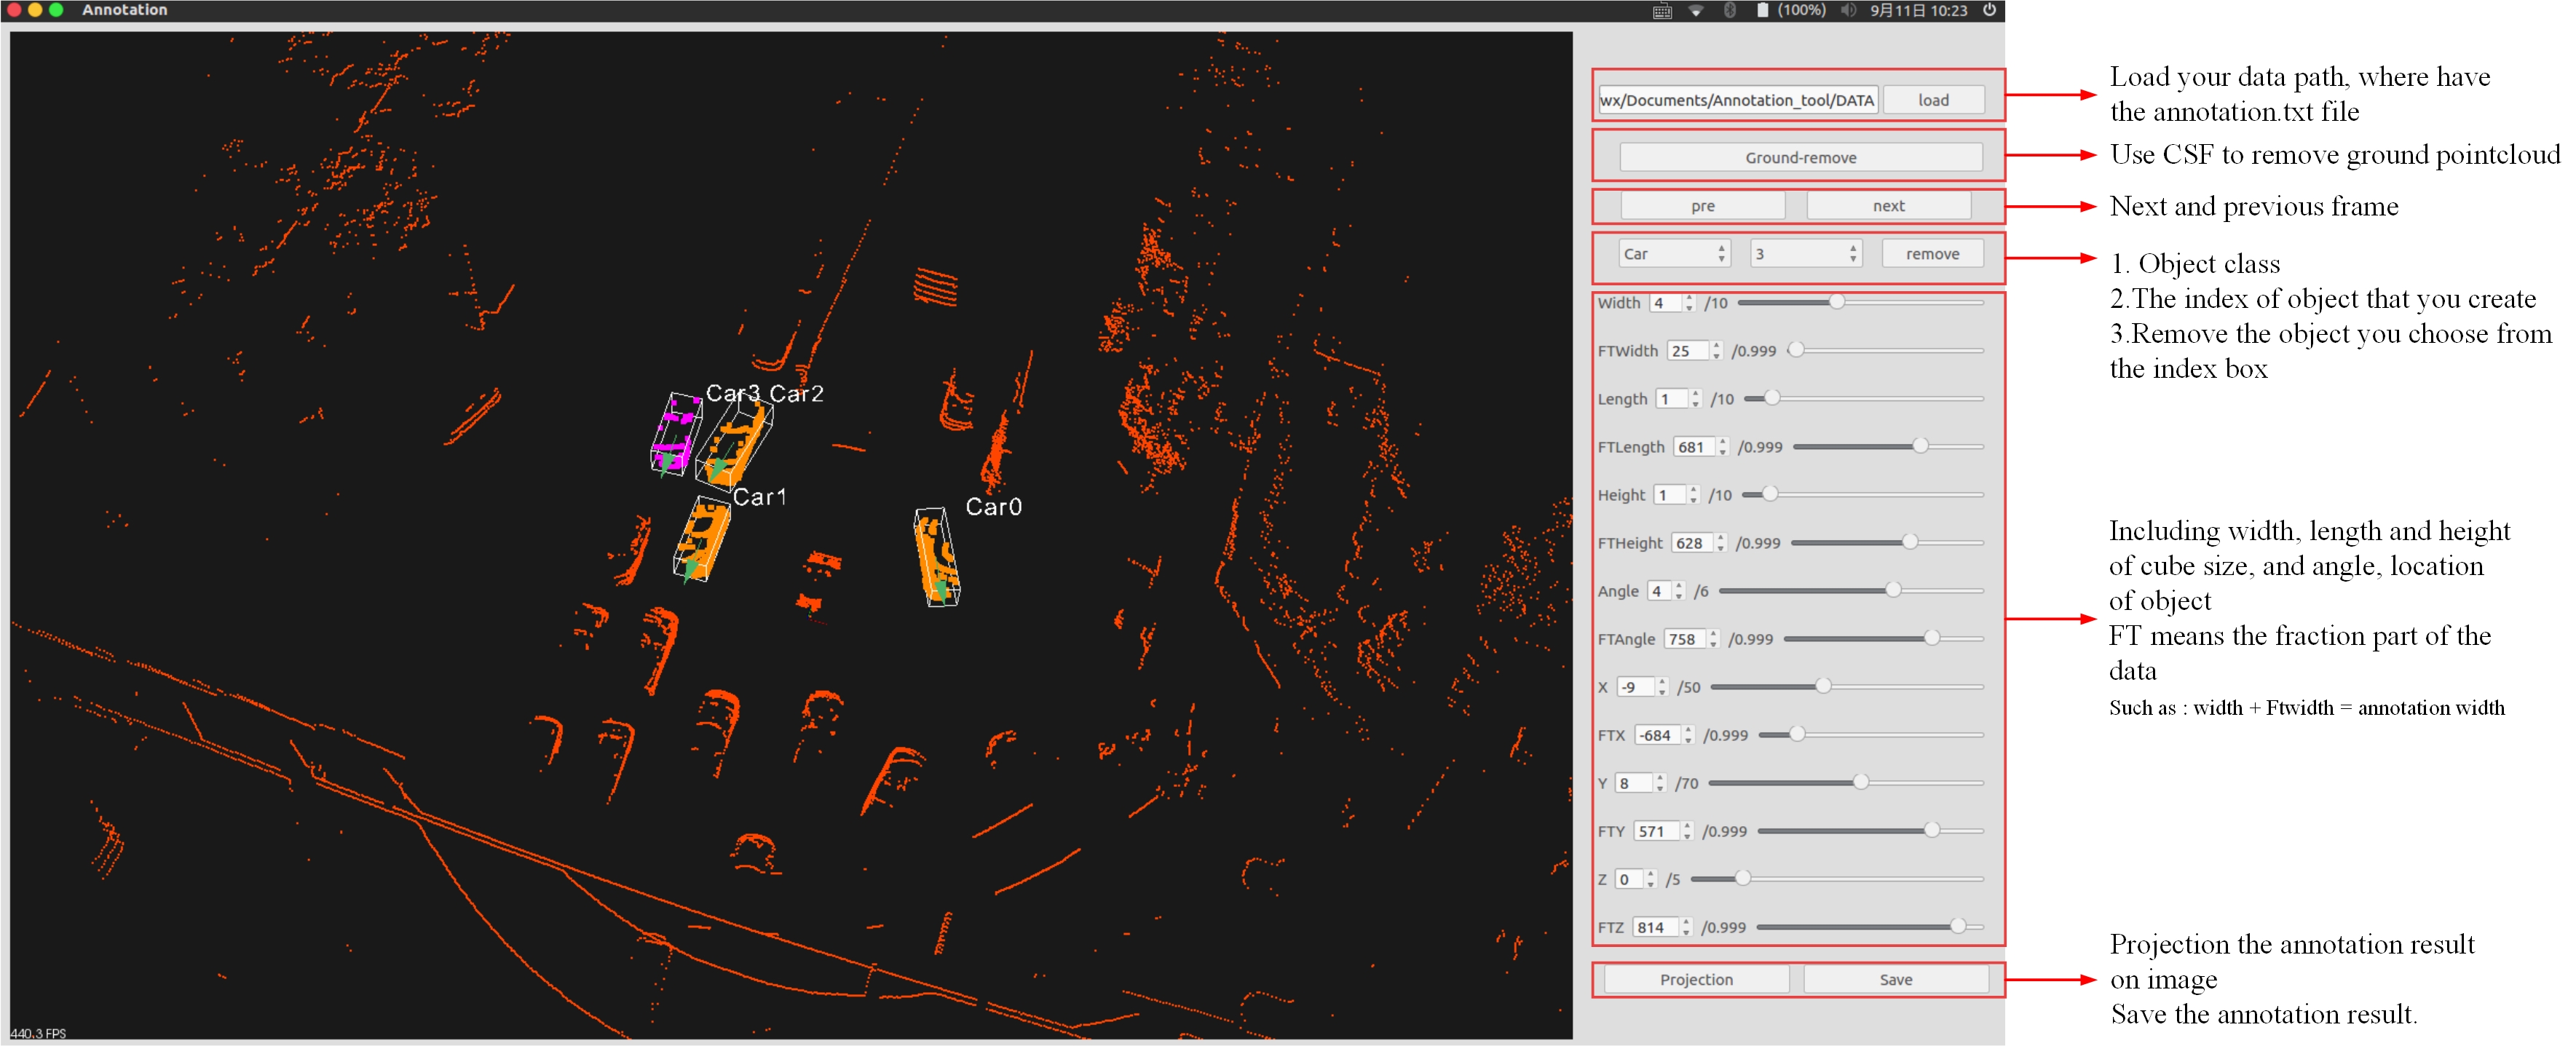 Annotation
(100%) 9月11日 10:23
wx/Documents/Annotation_tool/DATA load
Load your data path, where have
the annotation.txt file
Ground-remove
Use CSF to remove ground pointcloud
pre next
Next and previous frame
Car 3 remove
1. Object class
2.The index of object that you create
3.Remove the object you choose from
the index box
Width 4 /10
FTWidth 25 /0.999
Length 1 /10
FTLength 681 /0.999
Height 1 /10
FTHeight 628 /0.999
Angle 4 /6
FTAngle 758 /0.999
X -9 /50
FTX -684 /0.999
Y 8 /70
FTY 571 /0.999
Z 0 /5
FTZ 814 /0.999
Including width, length and height
of cube size, and angle, location
of object
FT means the fraction part of the
data
Such as : width + Ftwidth = annotation width
Projection Save
Projection the annotation result
on image
Save the annotation result.
Car3 Car2
Car1
Car0
440.3 FPS